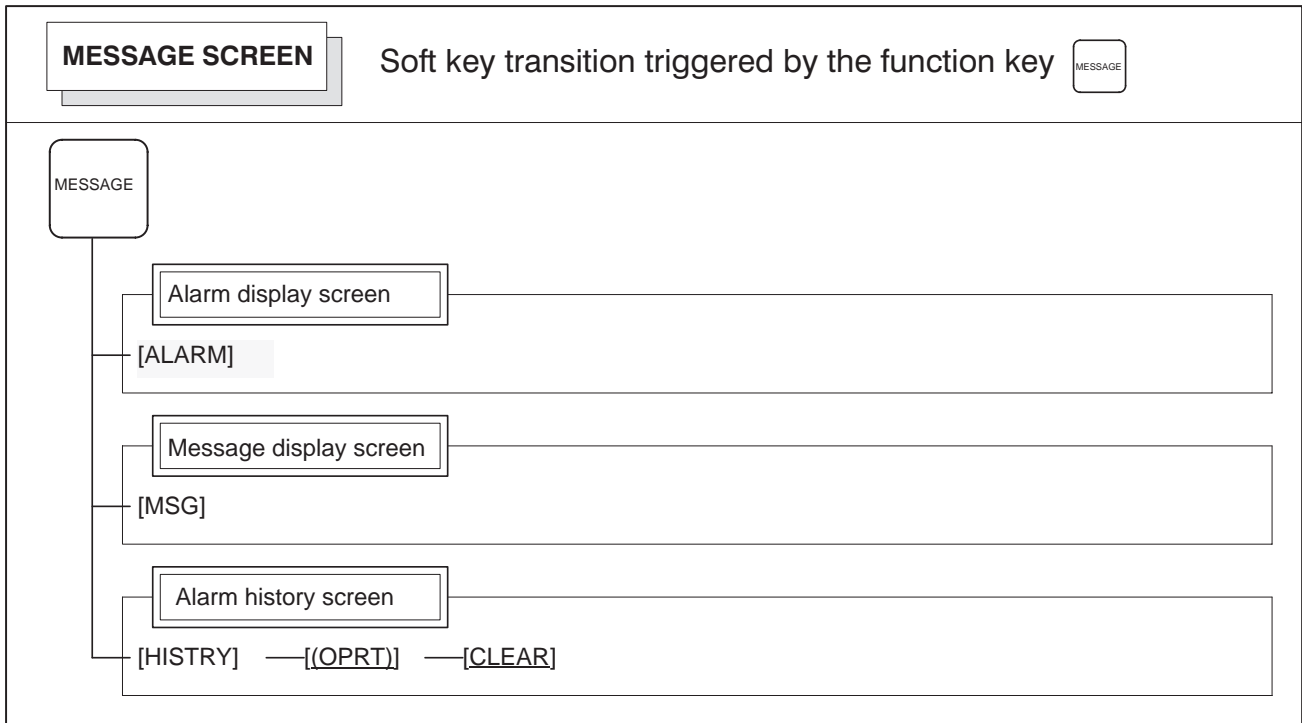 MESSAGE SCREEN
Soft key transition triggered by the function key MESSAGE
MESSAGE
Alarm display screen
[ALARM]
Message display screen
[MSG]
Alarm history screen
[HISTRY] [(OPRT)] [CLEAR]